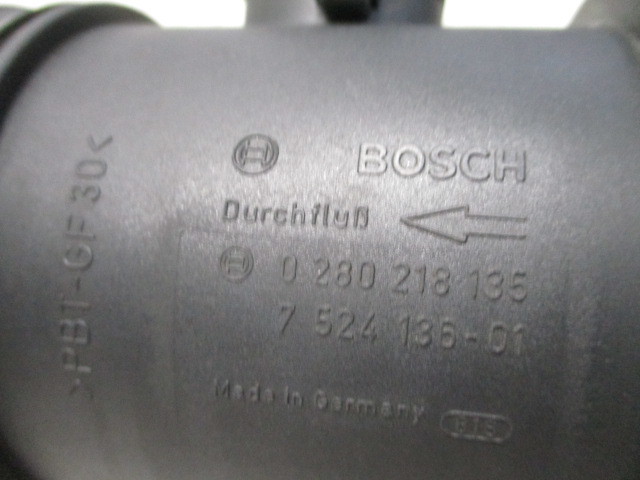 BOSCH
Durchfluß
0 280 218 135
7 524 136-01
Made in Germany
>PBT-GF30<